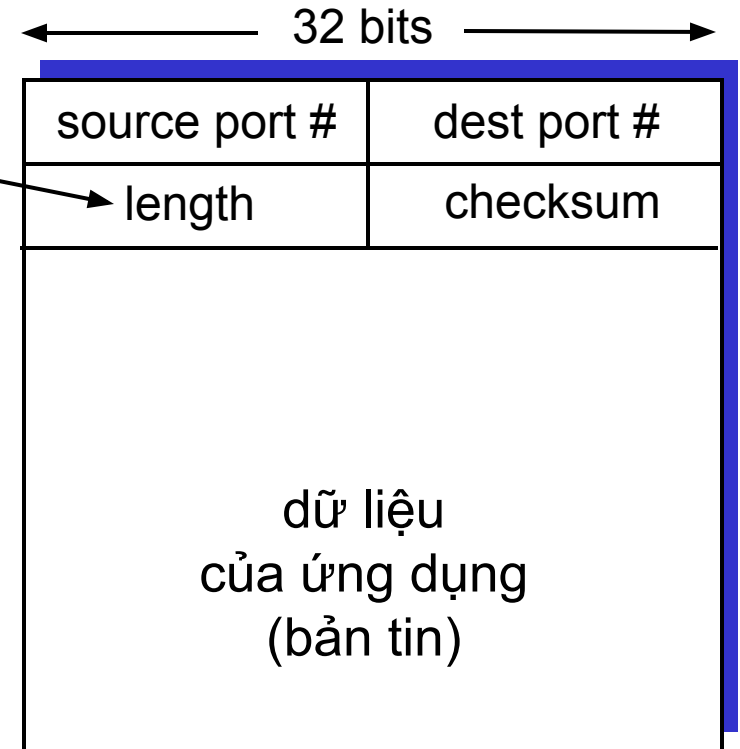 32 bits
source port # dest port #
length checksum
dữ liệu
của ứng dụng
(bản tin)